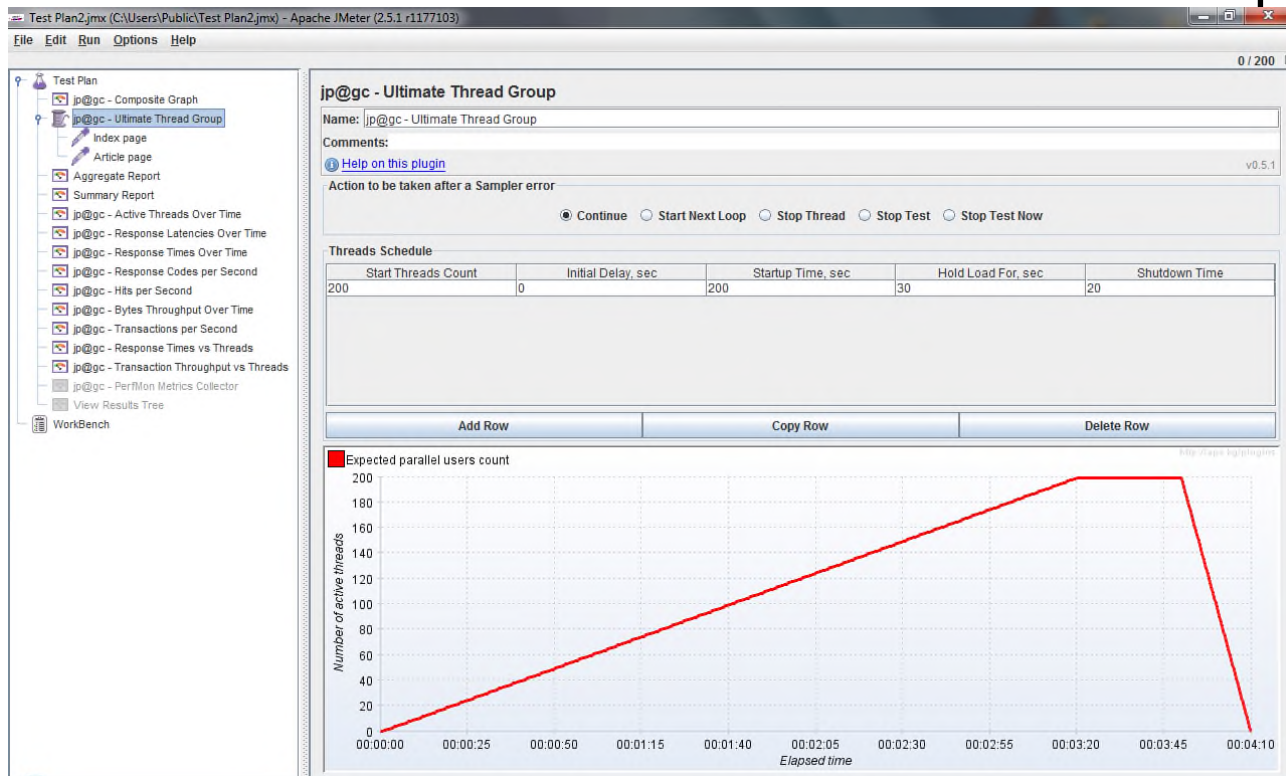 Test Plan2.jmx (C:\Users\Public\Test Plan2.jmx) - Apache JMeter (2.5.1 r1177103)
File Edit Run Options Help
0 / 200
Test Plan
jp@gc - Composite Graph
jp@gc - Ultimate Thread Group
Index page
Article page
Aggregate Report
Summary Report
jp@gc - Active Threads Over Time
jp@gc - Response Latencies Over Time
jp@gc - Response Times Over Time
jp@gc - Response Codes per Second
jp@gc - Hits per Second
jp@gc - Bytes Throughput Over Time
jp@gc - Transactions per Second
jp@gc - Response Times vs Threads
jp@gc - Transaction Throughput vs Threads
jp@gc - PerfMon Metrics Collector
View Results Tree
WorkBench
jp@gc - Ultimate Thread Group
Name: jp@gc - Ultimate Thread Group
Comments:
Help on this plugin v0.5.1
Action to be taken after a Sampler error
Continue Start Next Loop Stop Thread Stop Test Stop Test Now
Threads Schedule
Start Threads Count Initial Delay, sec Startup Time, sec Hold Load For, sec Shutdown Time
200 0 200 30 20
Add Row Copy Row Delete Row
Expected parallel users count
200
180
160
140
120
100
80
60
40
20
0
Number of active threads
00:00:00 00:00:25 00:00:50 00:01:15 00:01:40 00:02:05 00:02:30 00:02:55 00:03:20 00:03:45 00:04:10
Elapsed time